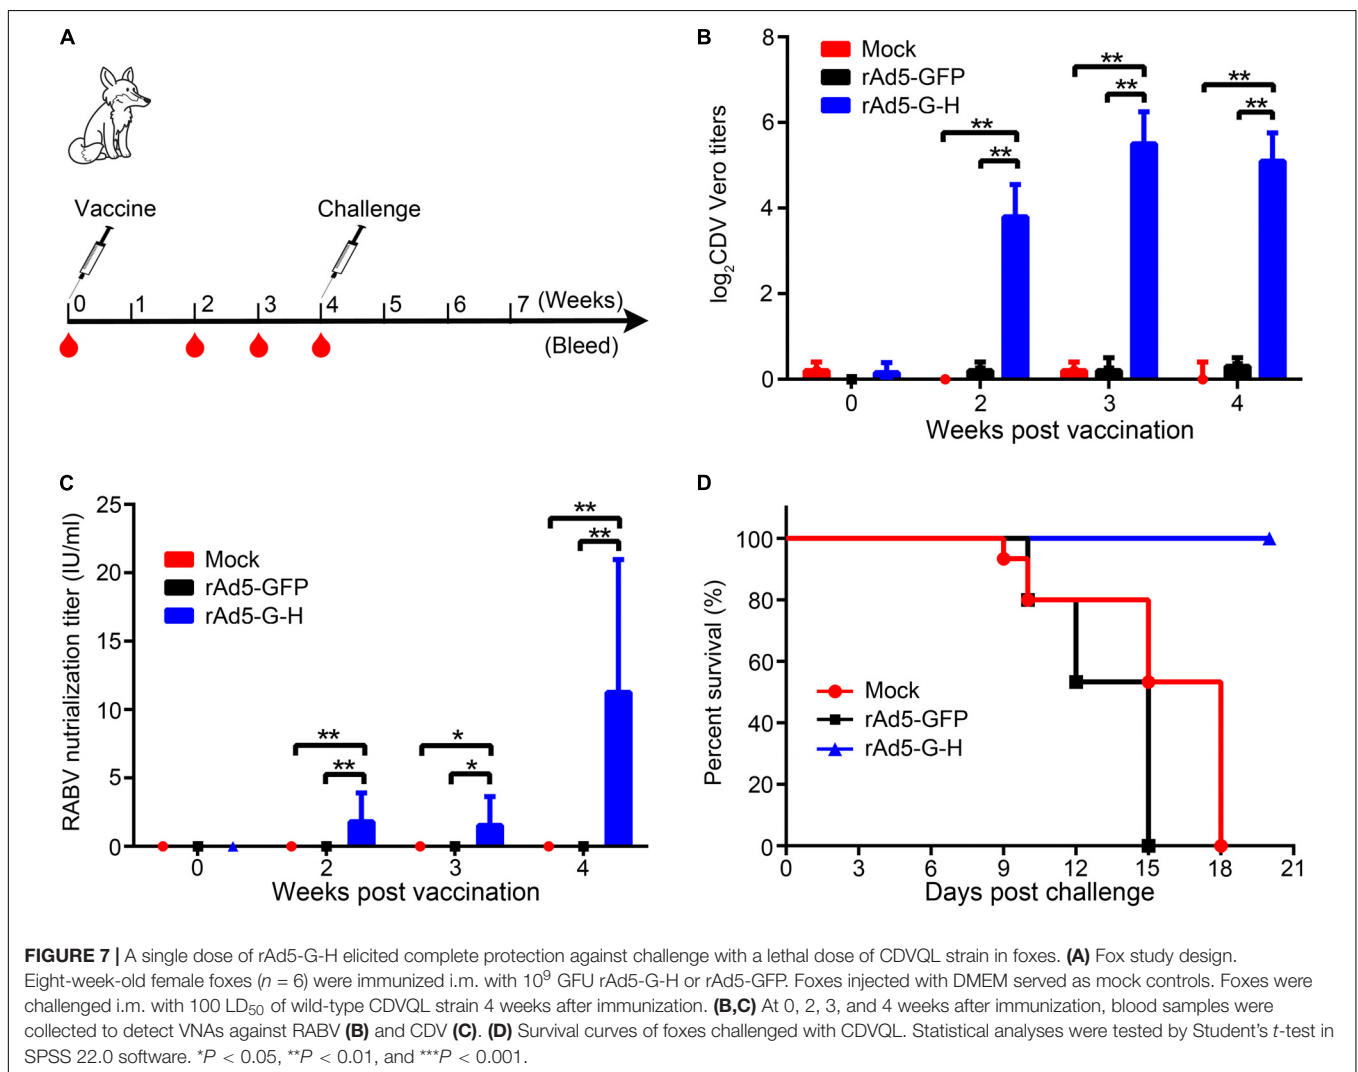 A
Vaccine
Challenge
0 1 2 3 4 5 6 7 (Weeks)
(Bleed)
B
Mock
rAd5-GFP
rAd5-G-H
log2CDV Vero titers
8
6
4
2
0
** ** ** ** ** **
0 2 3 4
Weeks post vaccination
C
Mock
rAd5-GFP
rAd5-G-H
RABV nutrialization titer (IU/ml)
25
20
15
10
5
0
** ** * * ** **
0 2 3 4
Weeks post vaccination
D
Percent survival (%)
100
80
60
40
20
0
Mock
rAd5-GFP
rAd5-G-H
0 3 6 9 12 15 18 21
Days post challenge
FIGURE 7 | A single dose of rAd5-G-H elicited complete protection against challenge with a lethal dose of CDVQL strain in foxes. (A) Fox study design.
Eight-week-old female foxes (n = 6) were immunized i.m. with 10^9 GFU rAd5-G-H or rAd5-GFP. Foxes injected with DMEM served as mock controls. Foxes were
challenged i.m. with 100 LD50 of wild-type CDVQL strain 4 weeks after immunization. (B,C) At 0, 2, 3, and 4 weeks after immunization, blood samples were
collected to detect VNAs against RABV (B) and CDV (C). (D) Survival curves of foxes challenged with CDVQL. Statistical analyses were tested by Student's t-test in
SPSS 22.0 software. *P < 0.05, **P < 0.01, and ***P < 0.001.